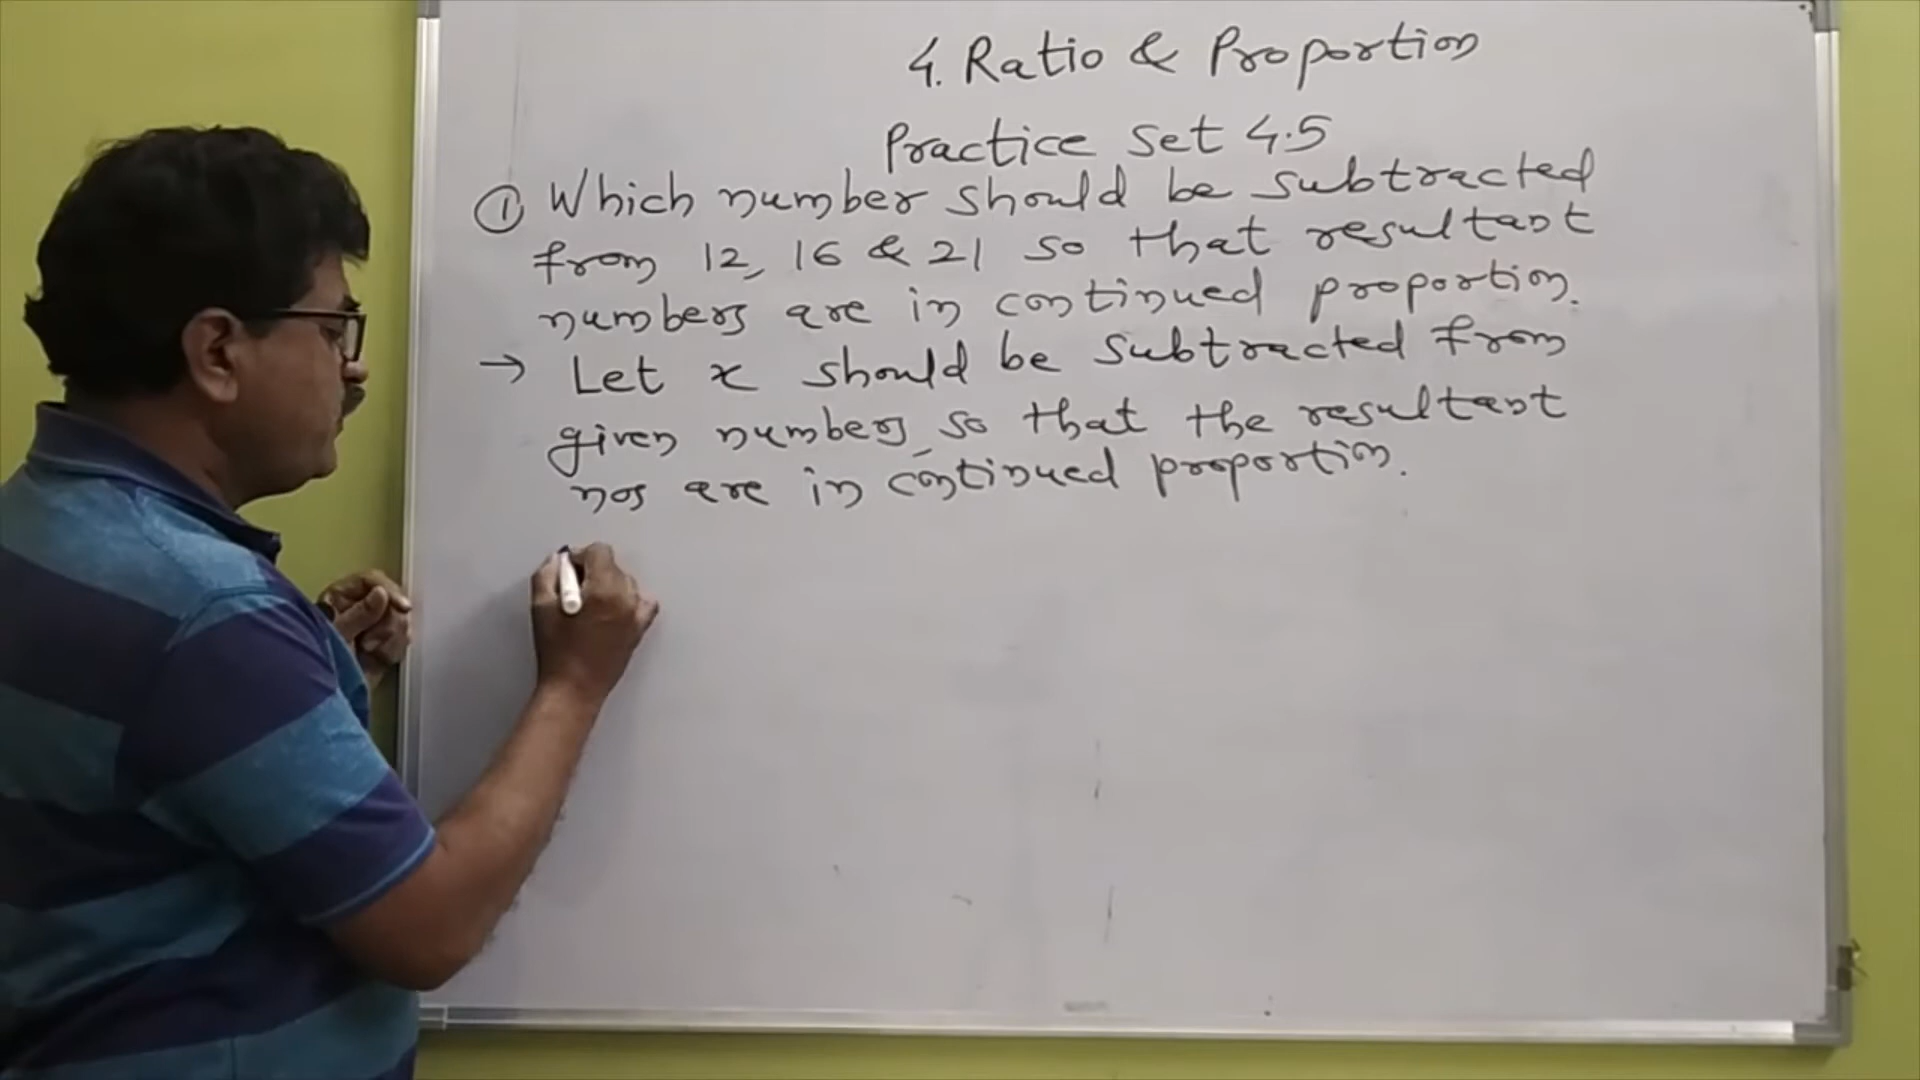 4. Ratio & Proportion
Practice Set 4.5
① Which number should be subtracted
from 12, 16 & 21 so that resultant
numbers are in continued proportion.
→ Let x should be subtracted from
given numbers so that the resultant
nos are in continued proportion.